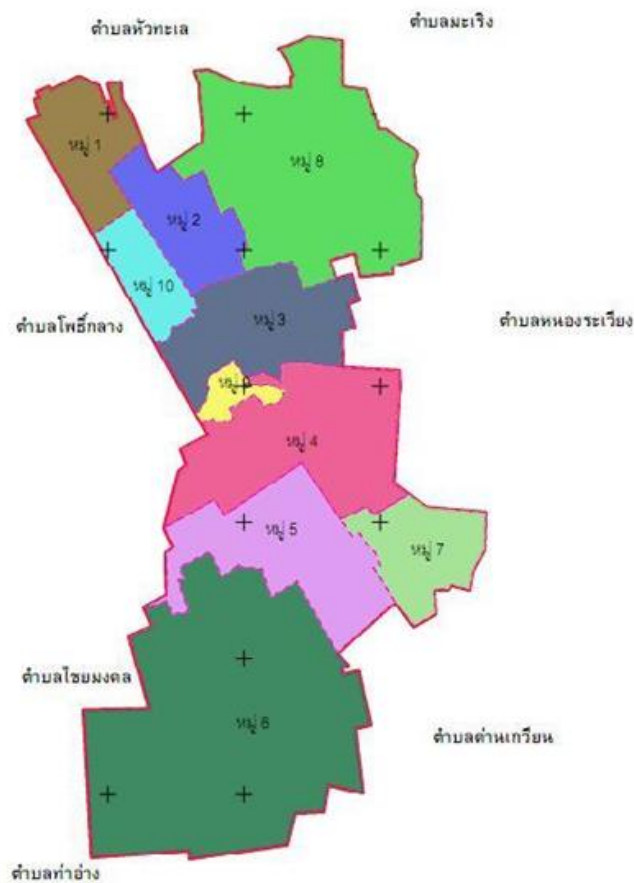 ตำบลมะเริง
ตำบลหัวทะเล
หมู่ 1
หมู่ 8
หมู่ 2
หมู่ 10
หมู่ 3
ตำบลโพธิ์กลาง
ตำบลหนองระเวียง
หมู่
หมู่ 4
หมู่ 5
หมู่ 7
ตำบลไชยมงคล
หมู่ 6
ตำบลด่านเกวียน
ตำบลท่าอ่าง